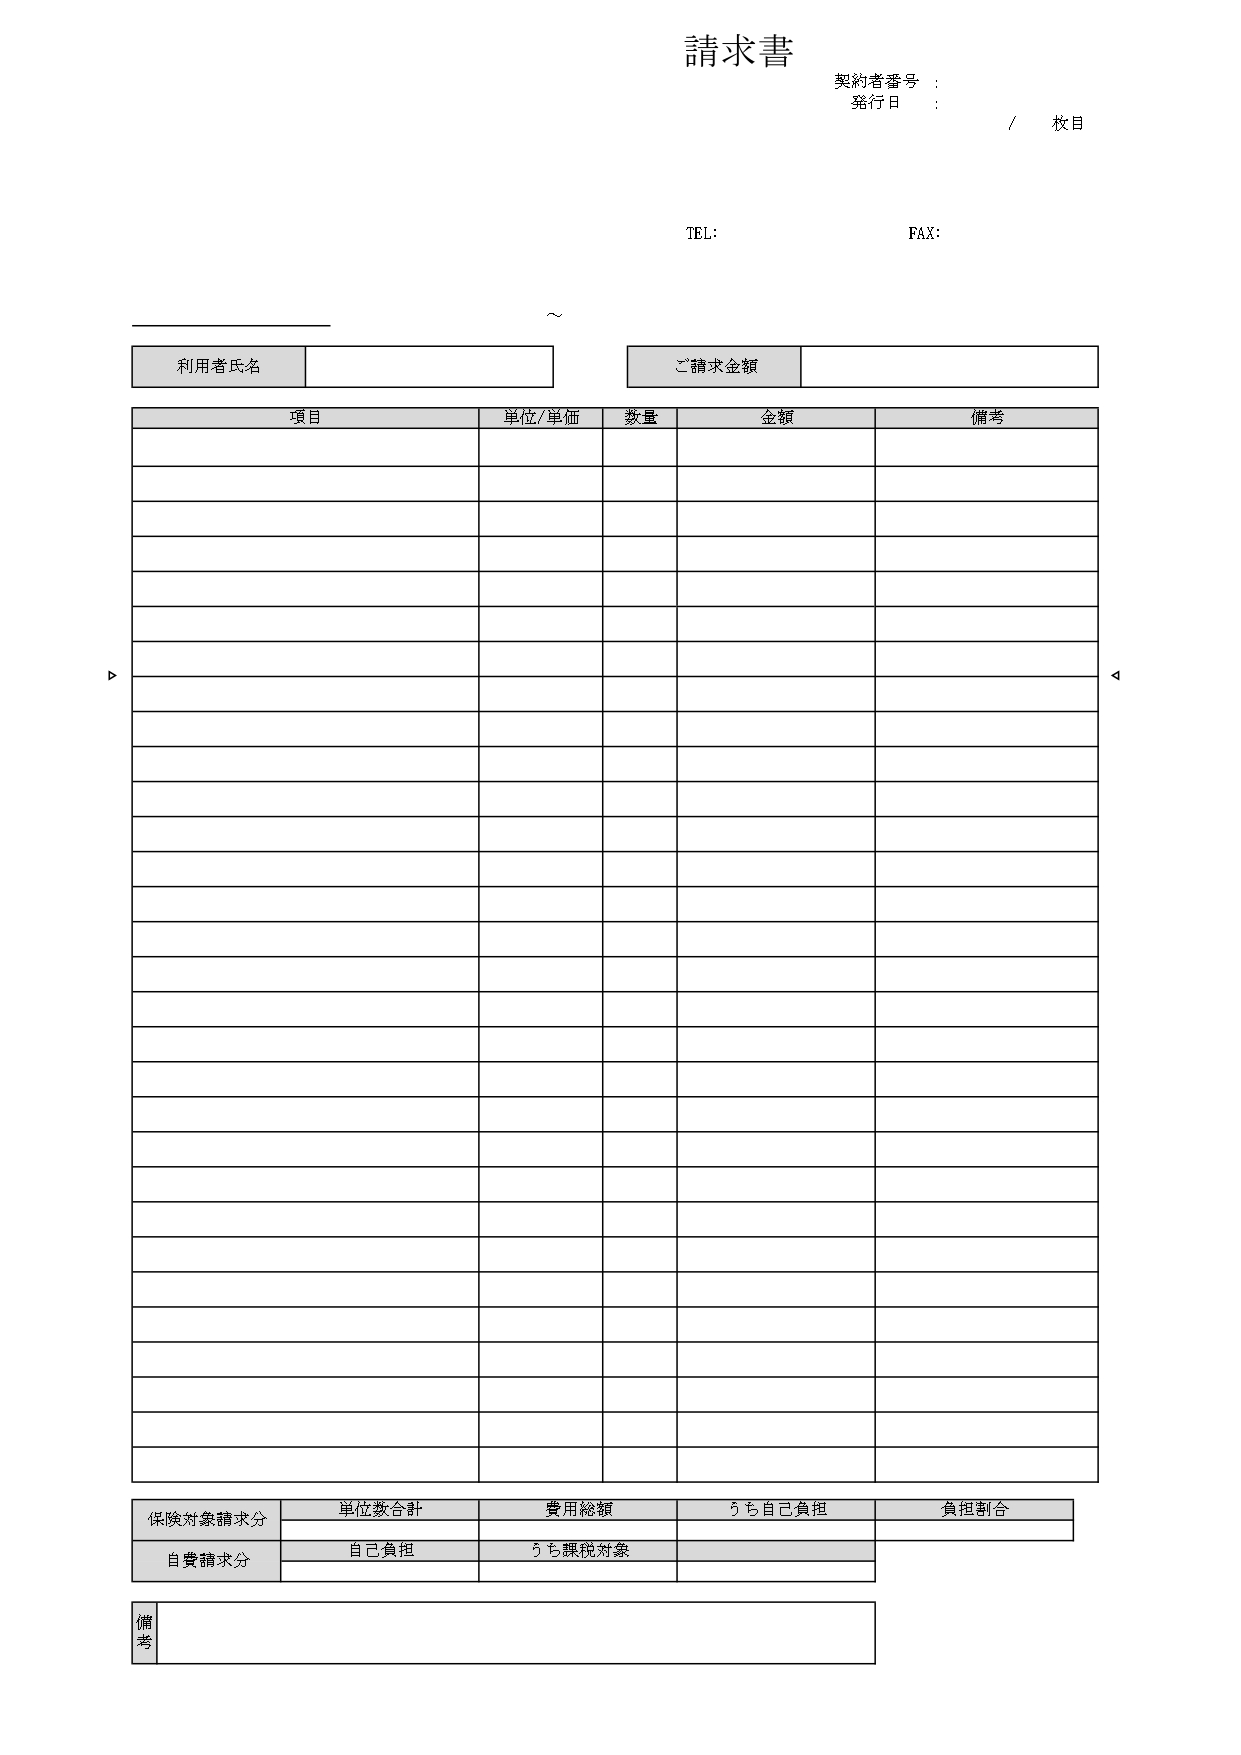 請求書
契約者番号 :
発行日 :
/ 枚目
TEL: FAX:
～
利用者氏名 ご請求金額
項目 単位/単価 数量 金額 備考
保険対象請求分 単位数合計 費用総額 うち自己負担 負担割合
自費請求分 自己負担 うち課税対象
備考